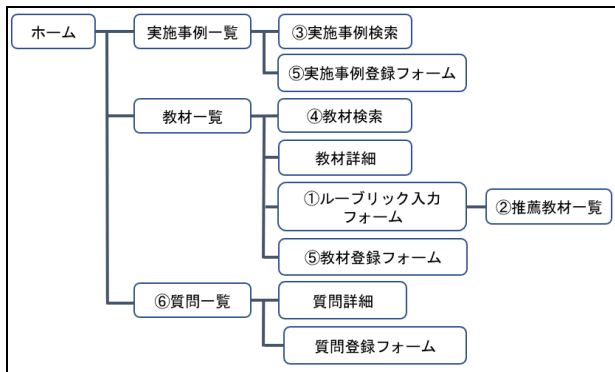 ホーム
実施事例一覧
③実施事例検索
⑤実施事例登録フォーム
教材一覧
④教材検索
教材詳細
①ルーブリック入力
フォーム
②推薦教材一覧
⑤教材登録フォーム
⑥質問一覧
質問詳細
質問登録フォーム